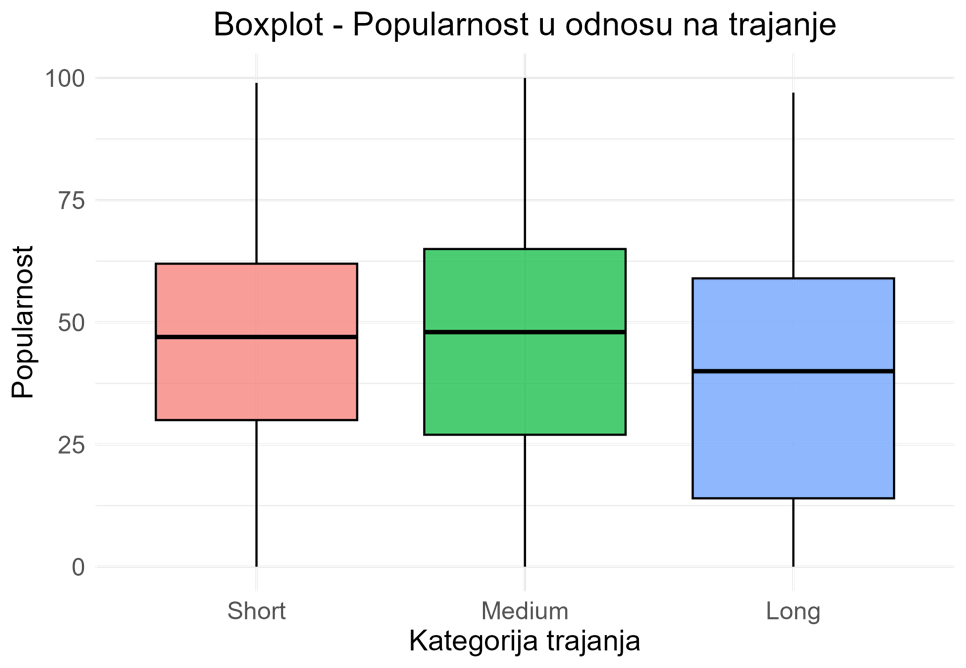 Boxplot - Popularnost u odnosu na trajanje
Popularnost
100
75
50
25
0
Short
Medium
Long
Kategorija trajanja